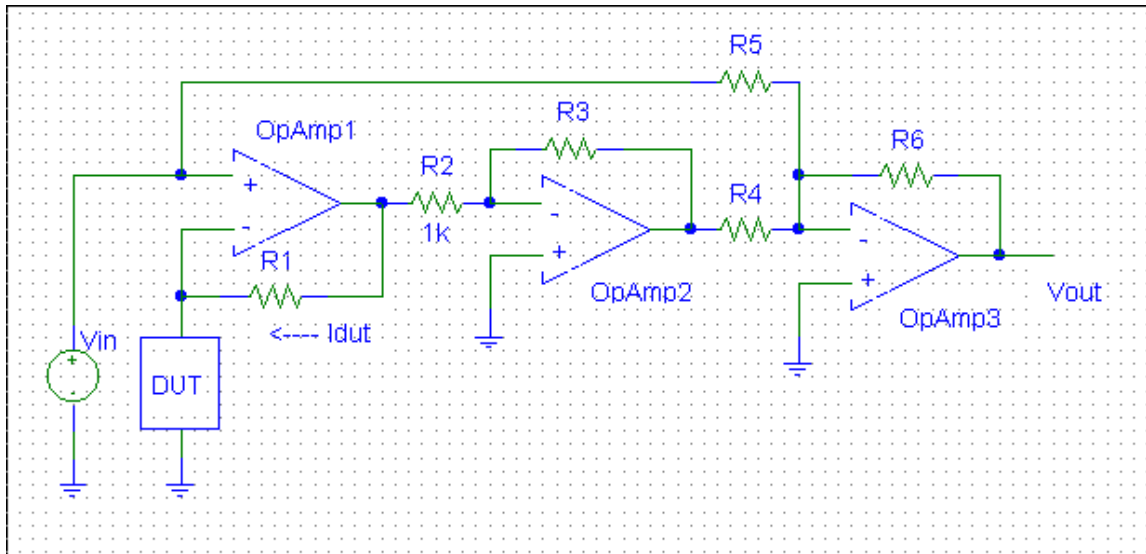 R5
OpAmp1
R3
R2
R6
R4
+
-
1k
-
+
-
+
R1
OpAmp2
Vout
OpAmp3
<---- Idut
Vin
+
-
DUT